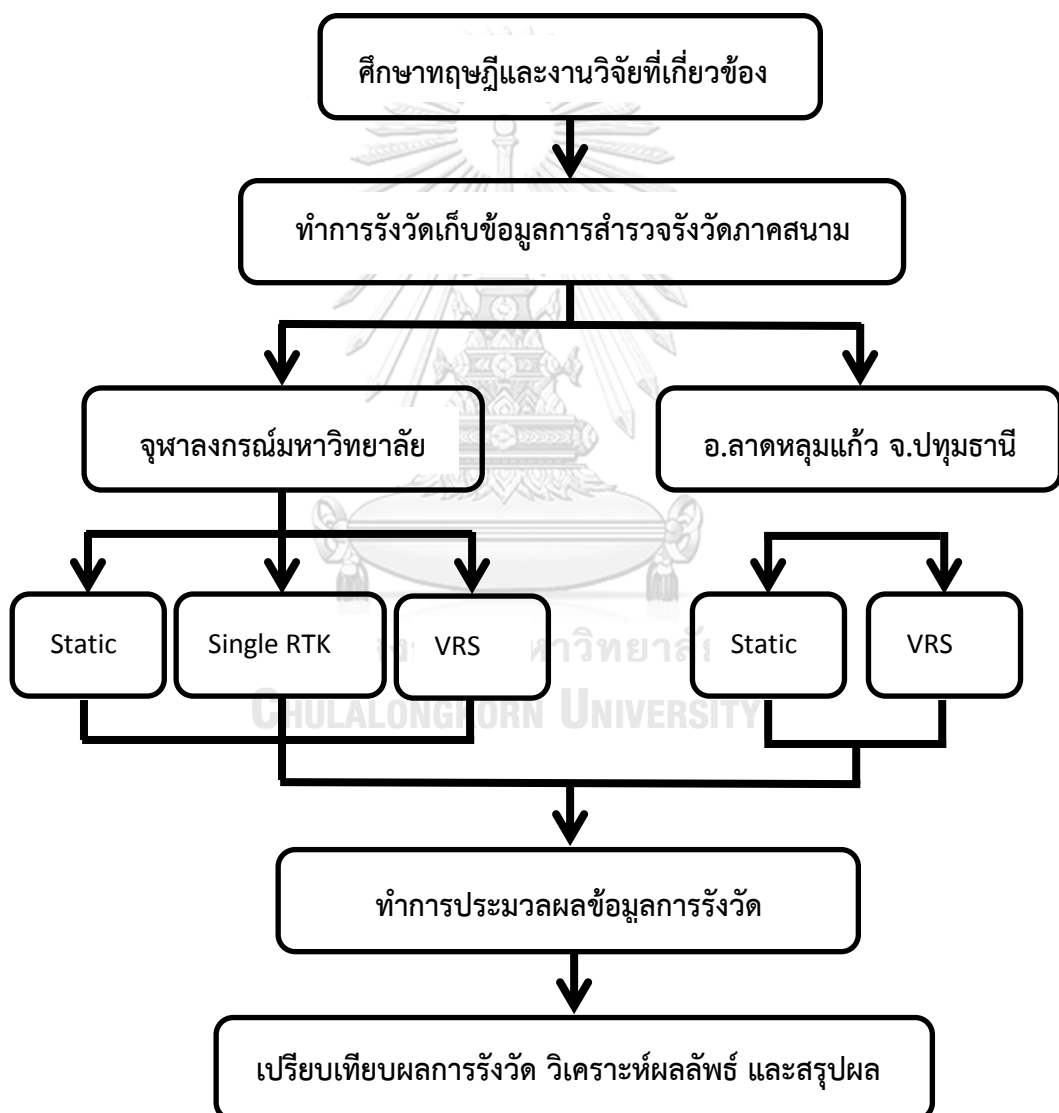 ศึกษาทฤษฎีและงานวิจัยที่เกี่ยวข้อง
ทำการรังวัดเก็บข้อมูลการสำรวจรังวัดภาคสนาม
จุฬาลงกรณ์มหาวิทยาลัย
อ.ลาดหลุมแก้ว จ.ปทุมธานี
Static
Single RTK
VRS
Static
VRS
CHULALONGKORN UNIVERSITY
ทำการประมวลผลข้อมูลการรังวัด
เปรียบเทียบผลการรังวัด วิเคราะห์ผลลัพธ์ และสรุปผล